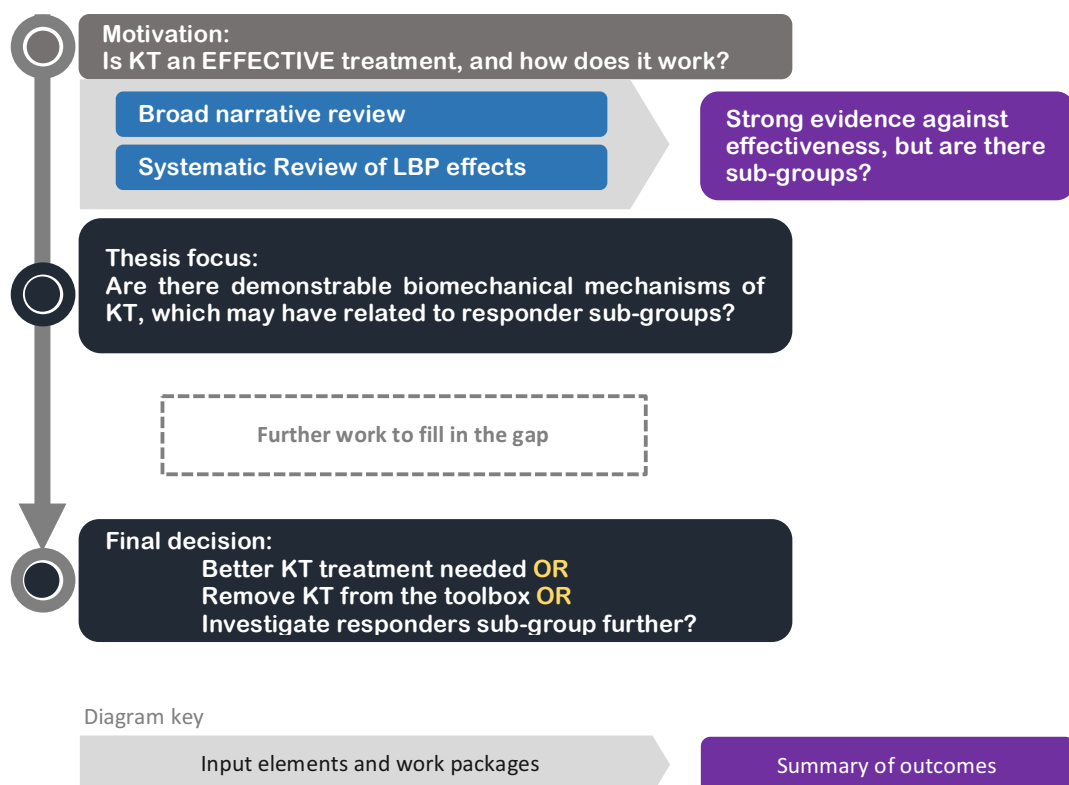 Motivation:
Is KT an EFFECTIVE treatment, and how does it work?
Broad narrative review
Systematic Review of LBP effects
Strong evidence against
effectiveness, but are there
sub-groups?
Thesis focus:
Are there demonstrable biomechanical mechanisms of
KT, which may have related to responder sub-groups?
Further work to fill in the gap
Final decision:
Better KT treatment needed OR
Remove KT from the toolbox OR
Investigate responders sub-group further?
Diagram key
Input elements and work packages
Summary of outcomes